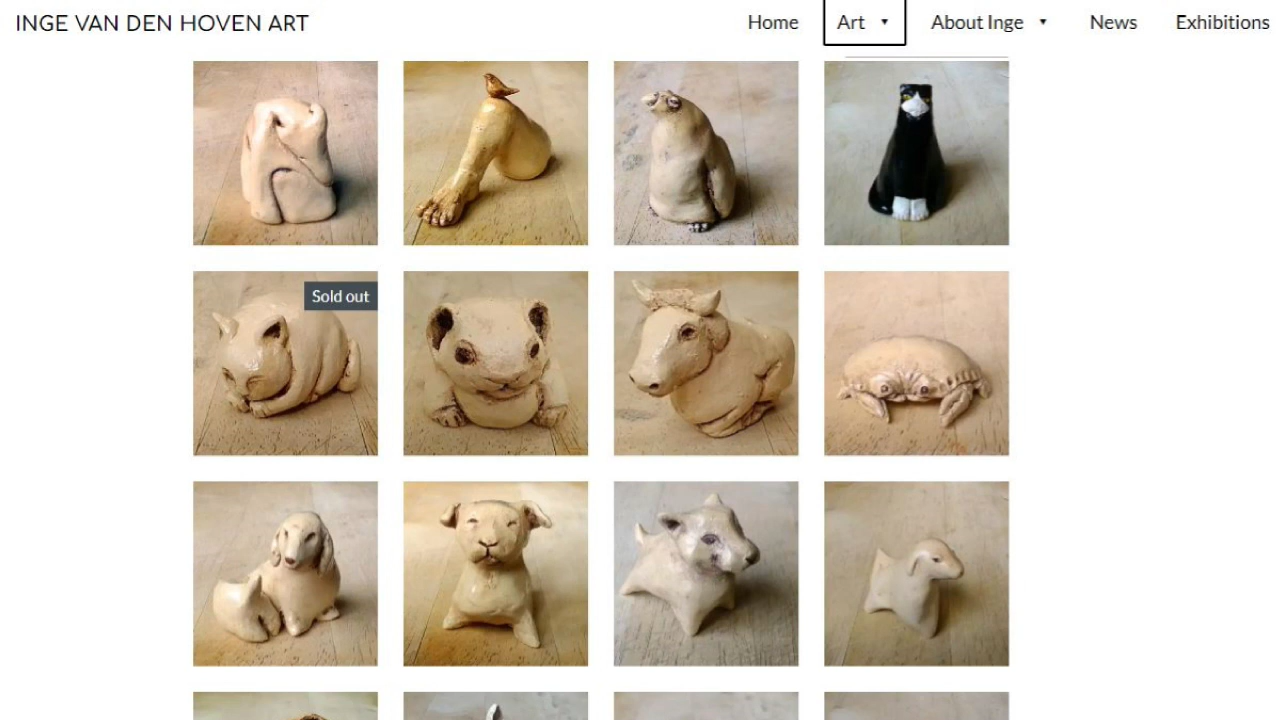 INGE VAN DEN HOVEN ART
Home
Art
About Inge
News
Exhibitions
Sold out